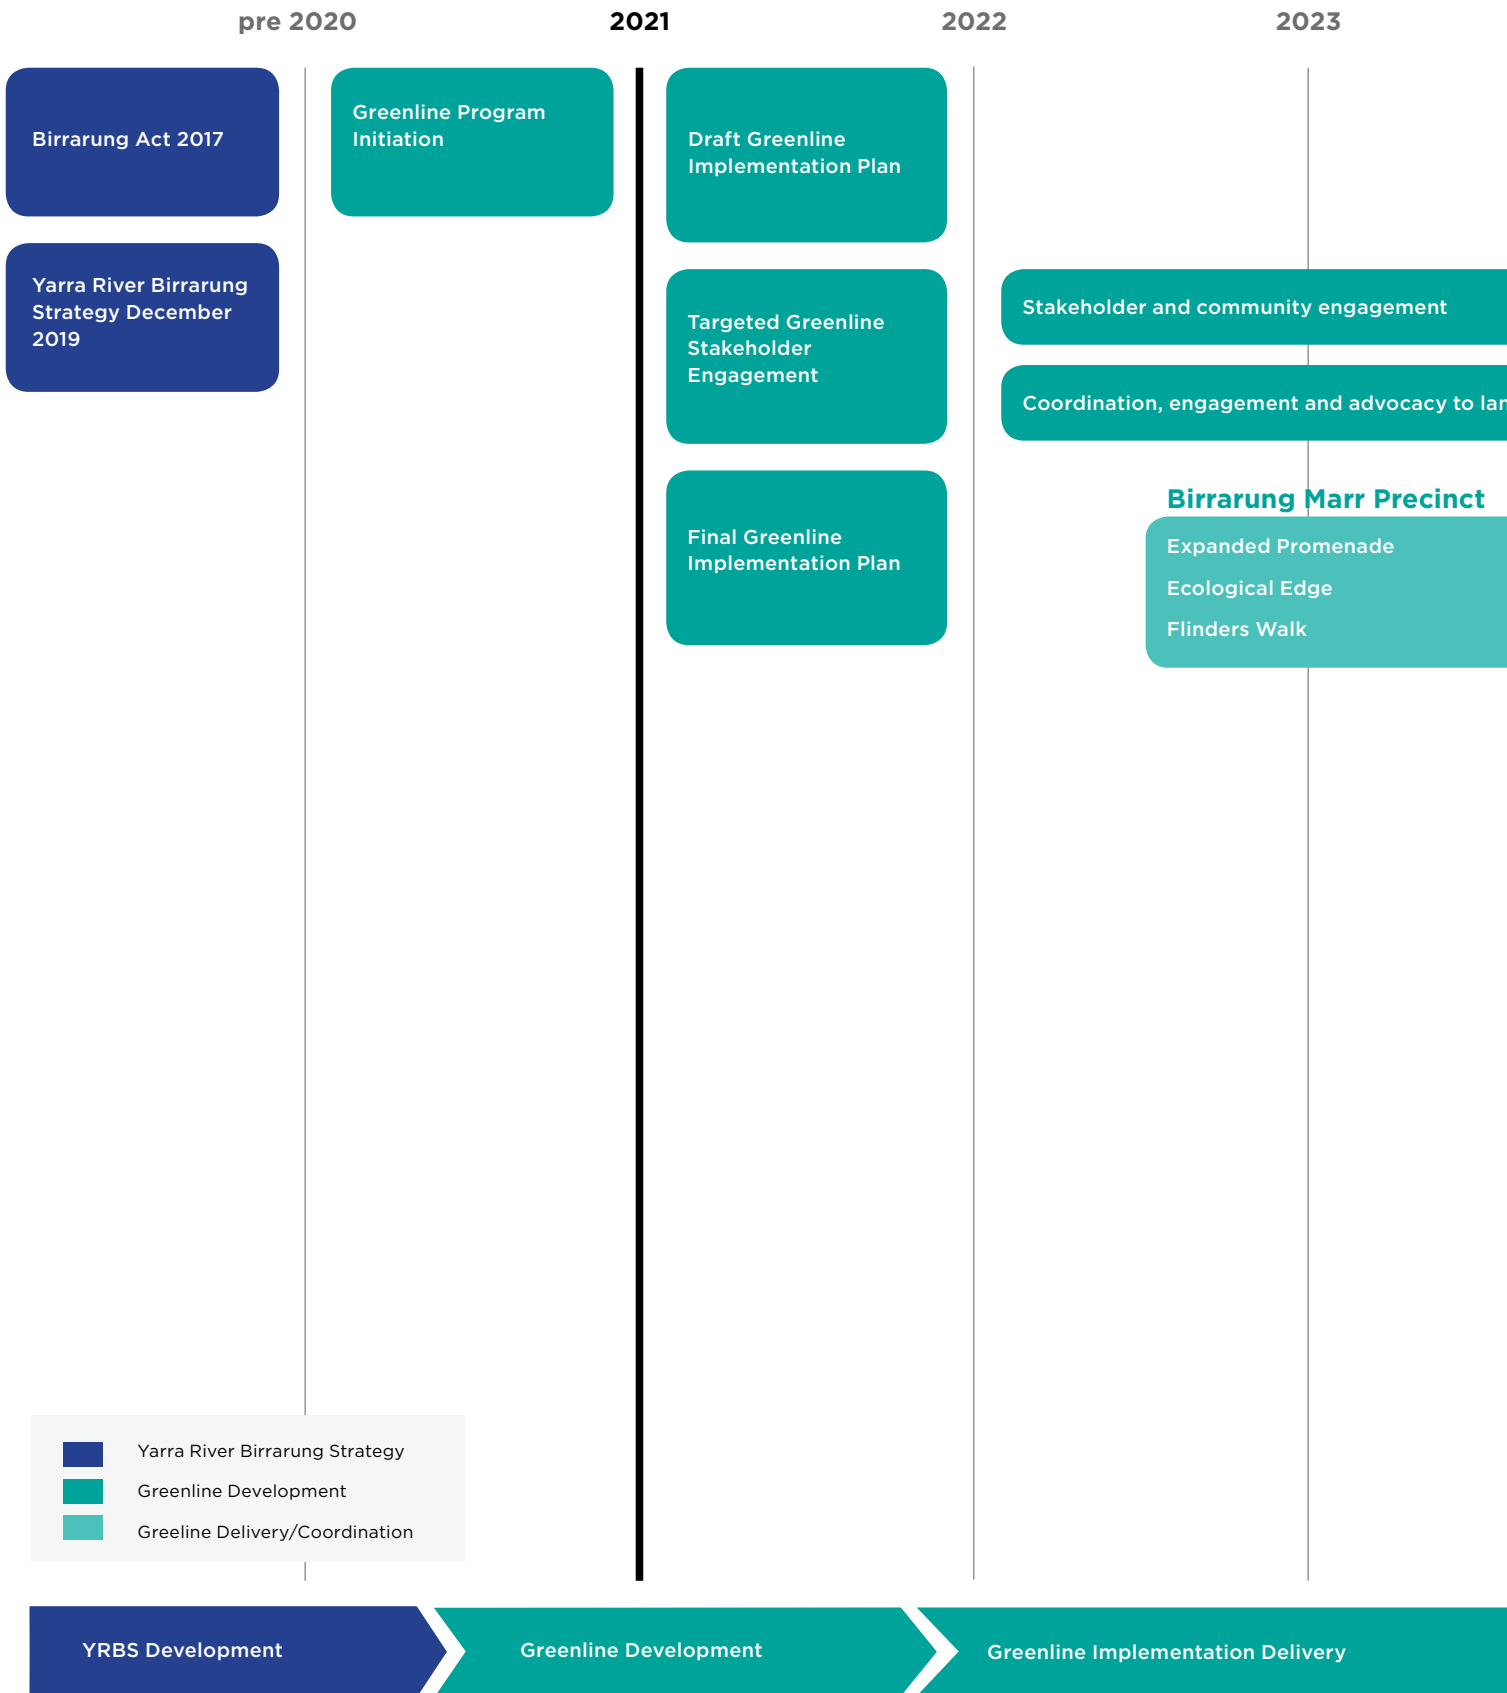 pre 2020
2021
2022
2023
Birrarung Act 2017
Yarra River Birrarung
Strategy December
2019
Greenline Program
Initiation
Draft Greenline
Implementation Plan
Targeted Greenline
Stakeholder
Engagement
Final Greenline
Implementation Plan
Stakeholder and community engagement
Coordination, engagement and advocacy to
Birrarung Marr Precinct
Expanded Promenade
Ecological Edge
Flinders Walk
Yarra River Birrarung Strategy
Greenline Development
Greeline Delivery/Coordination
YRBS Development
Greenline Development
Greenline Implementation Delivery